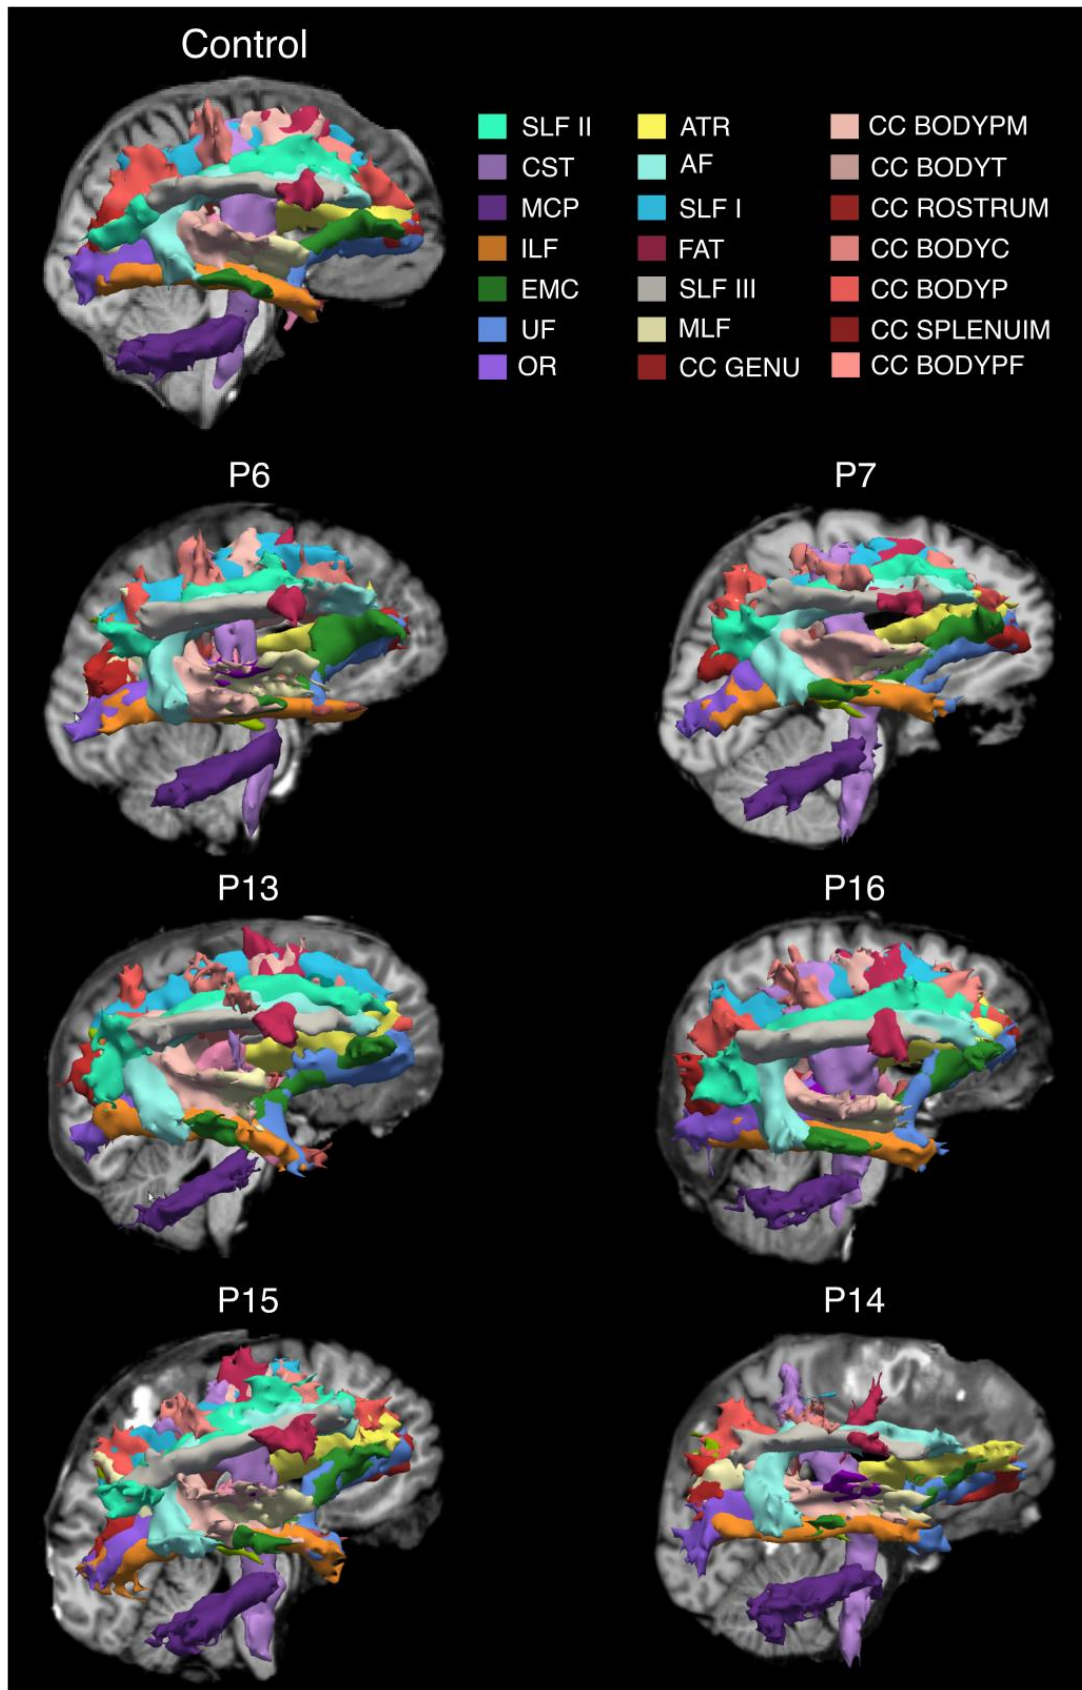 Control
SLF II ATR CC BODYPM
CST AF CC BODYT
MCP SLF I CC ROSTRUM
ILF FAT CC BODYC
EMC SLF III CC BODYP
UF MLF CC SPLENUIM
OR CC GENU CC BODYPF
P6 P7
P13 P16
P15 P14